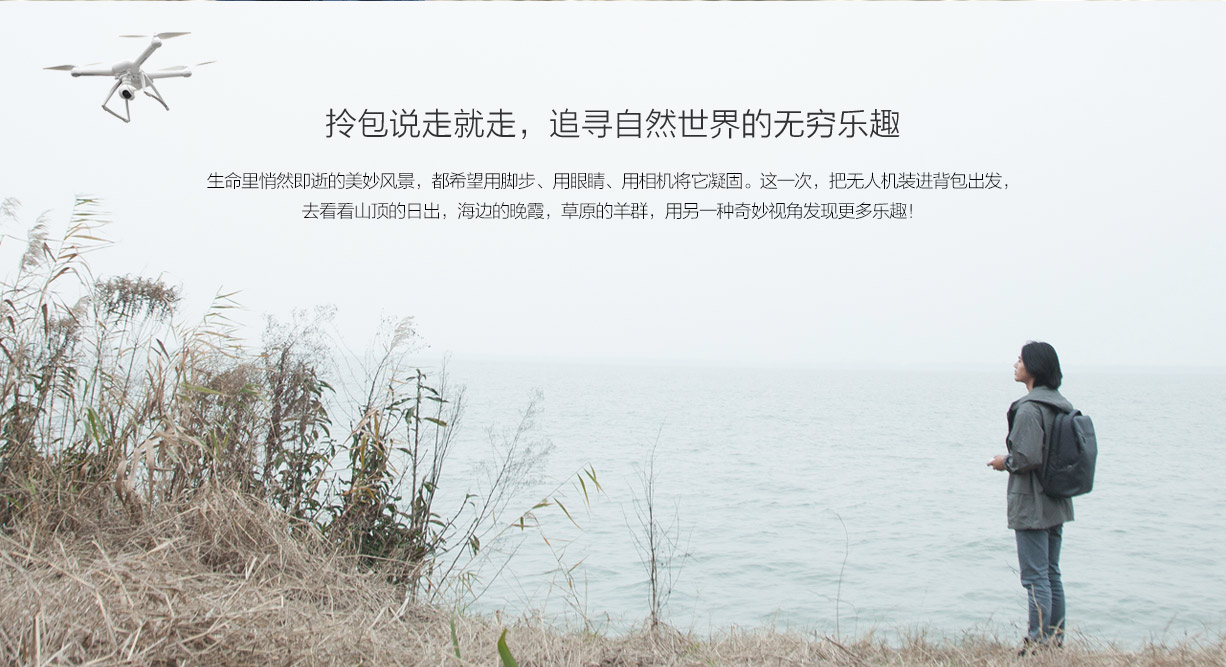 拎包说走就走，追寻自然世界的无穷乐趣
生命里悄然即逝的美妙风景，都希望用脚步、用眼睛、用相机将它凝固。这一次，把无人机装进背包出发，
去看看山顶的日出，海边的晚霞，草原的羊群，用另一种奇妙视角发现更多乐趣！